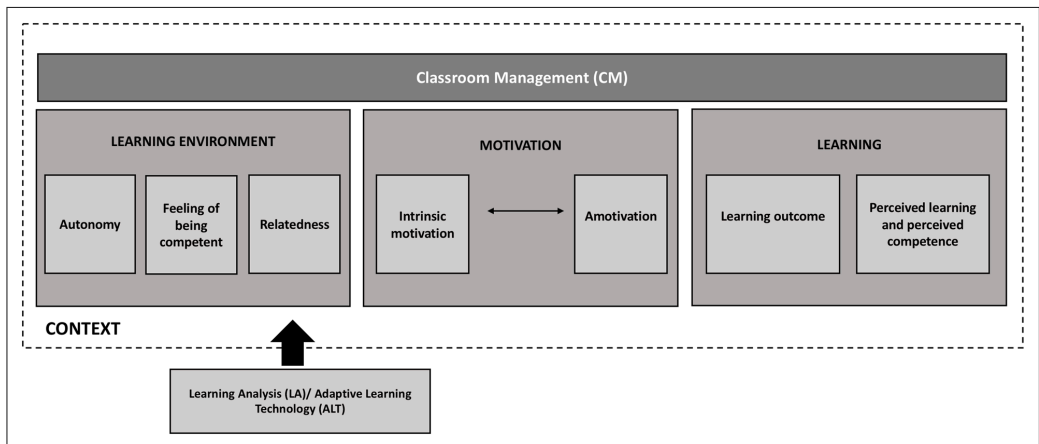 Classroom Management (CM)
LEARNING ENVIRONMENT
Autonomy
Feeling of
being
competent
Relatedness
MOTIVATION
Intrinsic
motivation
Amotivation
LEARNING
Learning outcome
Perceived learning
and perceived
competence
CONTEXT
Learning Analysis (LA)/ Adaptive Learning
Technology (ALT)